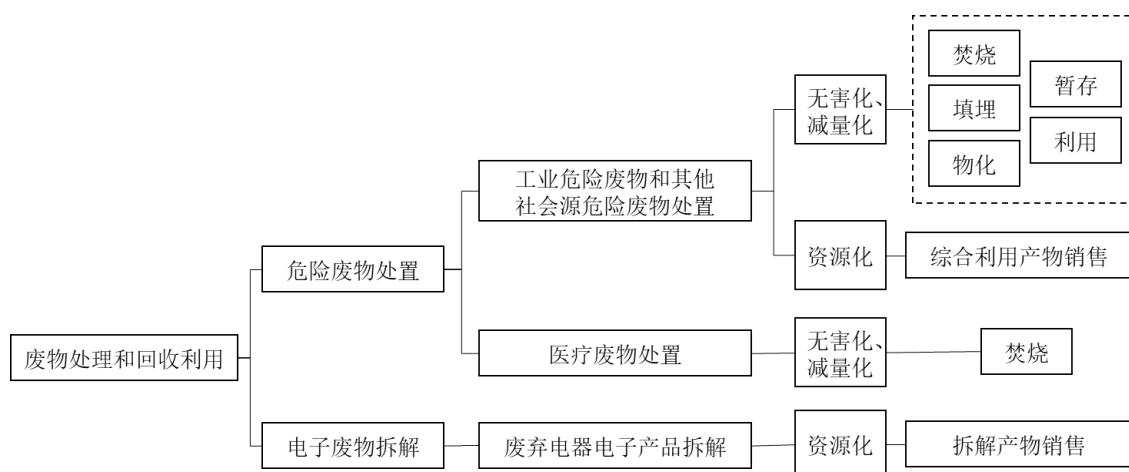 焚烧
暂存
无害化、
减量化
填埋
利用
物化
工业危险废物和其他
社会源危险废物处置
资源化
综合利用产物销售
危险废物处置
废物处理和回收利用
医疗废物处置
无害化、
减量化
焚烧
电子废物拆解
废弃电器电子产品拆解
资源化
拆解产物销售